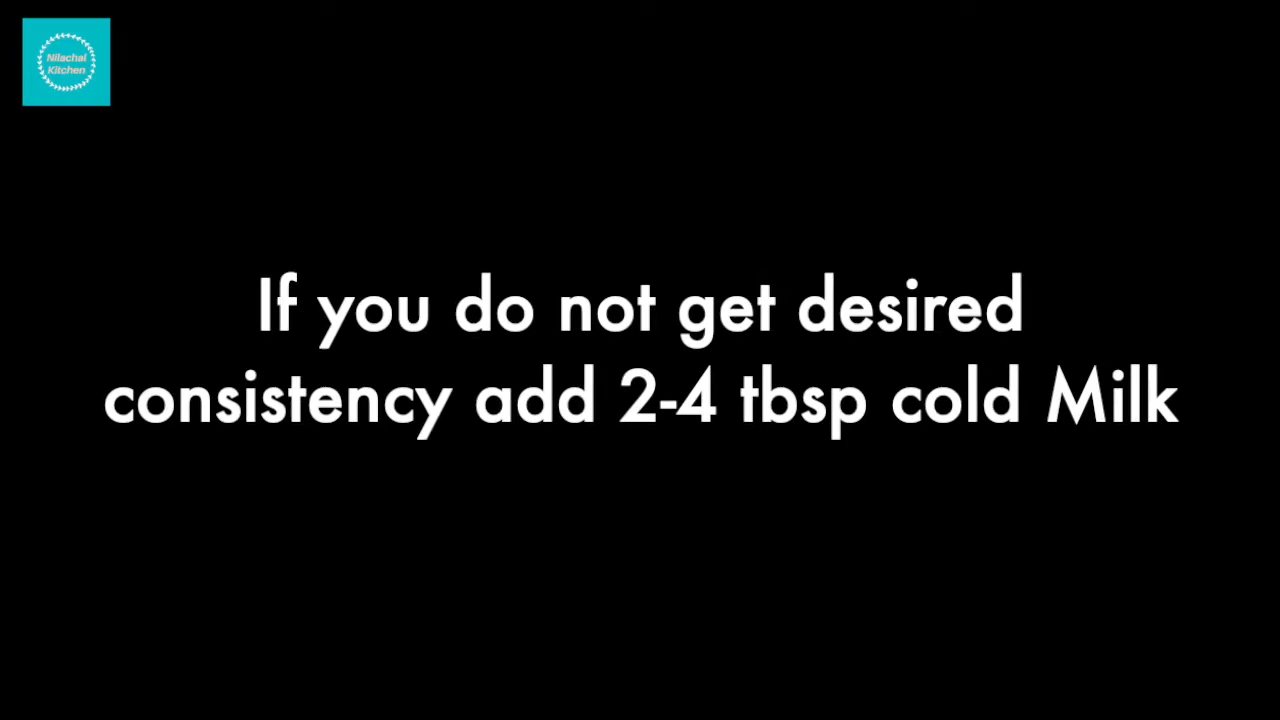 Nilachal
Kitchen
If you do not get desired
consistency add 2-4 tbsp cold Milk